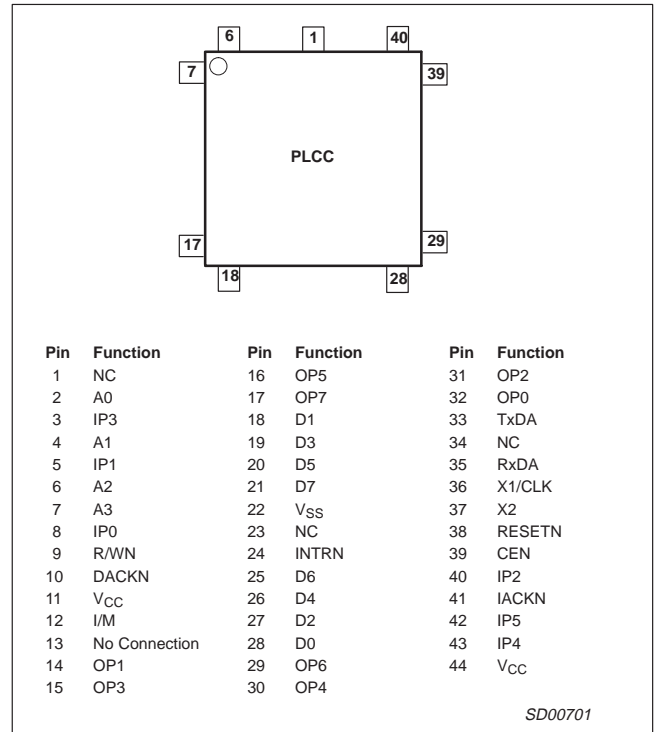 6 1 40
7 39
PLCC
17 29
18 28
Pin Function Pin Function Pin Function
1 NC 16 OP5 31 OP2
2 A0 17 OP7 32 OP0
3 IP3 18 D1 33 TxDA
4 A1 19 D3 34 NC
5 IP1 20 D5 35 RxDA
6 A2 21 D7 36 X1/CLK
7 A3 22 VSS 37 X2
8 IP0 23 NC 38 RESETN
9 R/WN 24 INTRN 39 CEN
10 DACKN 25 D6 40 IP2
11 VCC 26 D4 41 IACKN
12 I/M 27 D2 42 IP5
13 No Connection 28 D0 43 IP4
14 OP1 29 OP6 44 VCC
15 OP3 30 OP4
SD00701